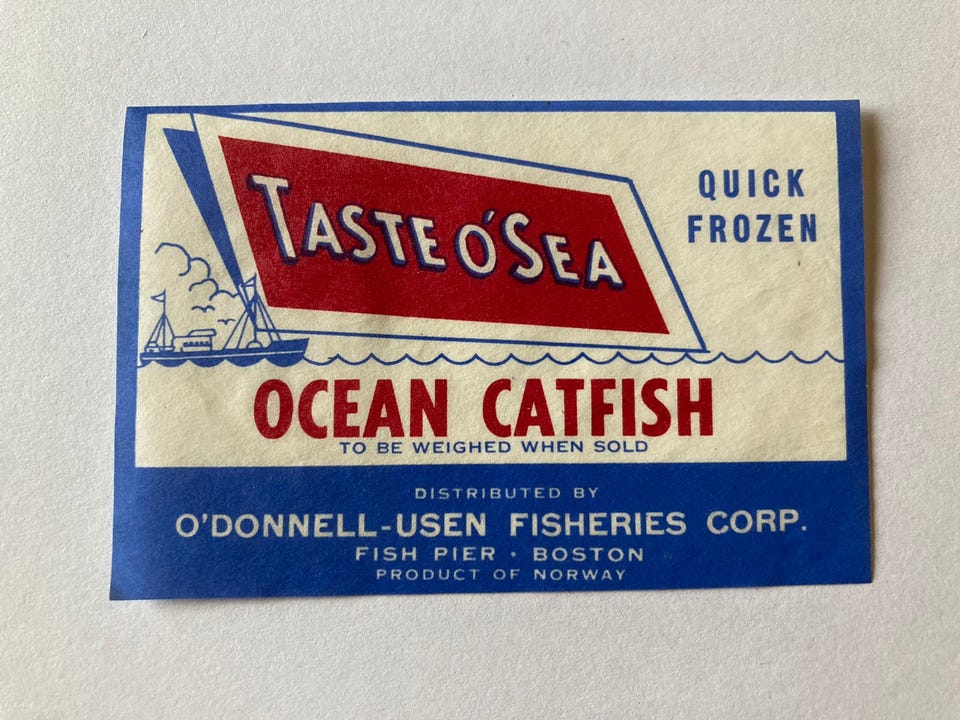 TASTE O'SEA
QUICK
FROZEN
OCEAN CATFISH
TO BE WEIGHED WHEN SOLD
DISTRIBUTED BY
O'DONNELL-USEN FISHERIES CORP.
FISH PIER · BOSTON
PRODUCT OF NORWAY